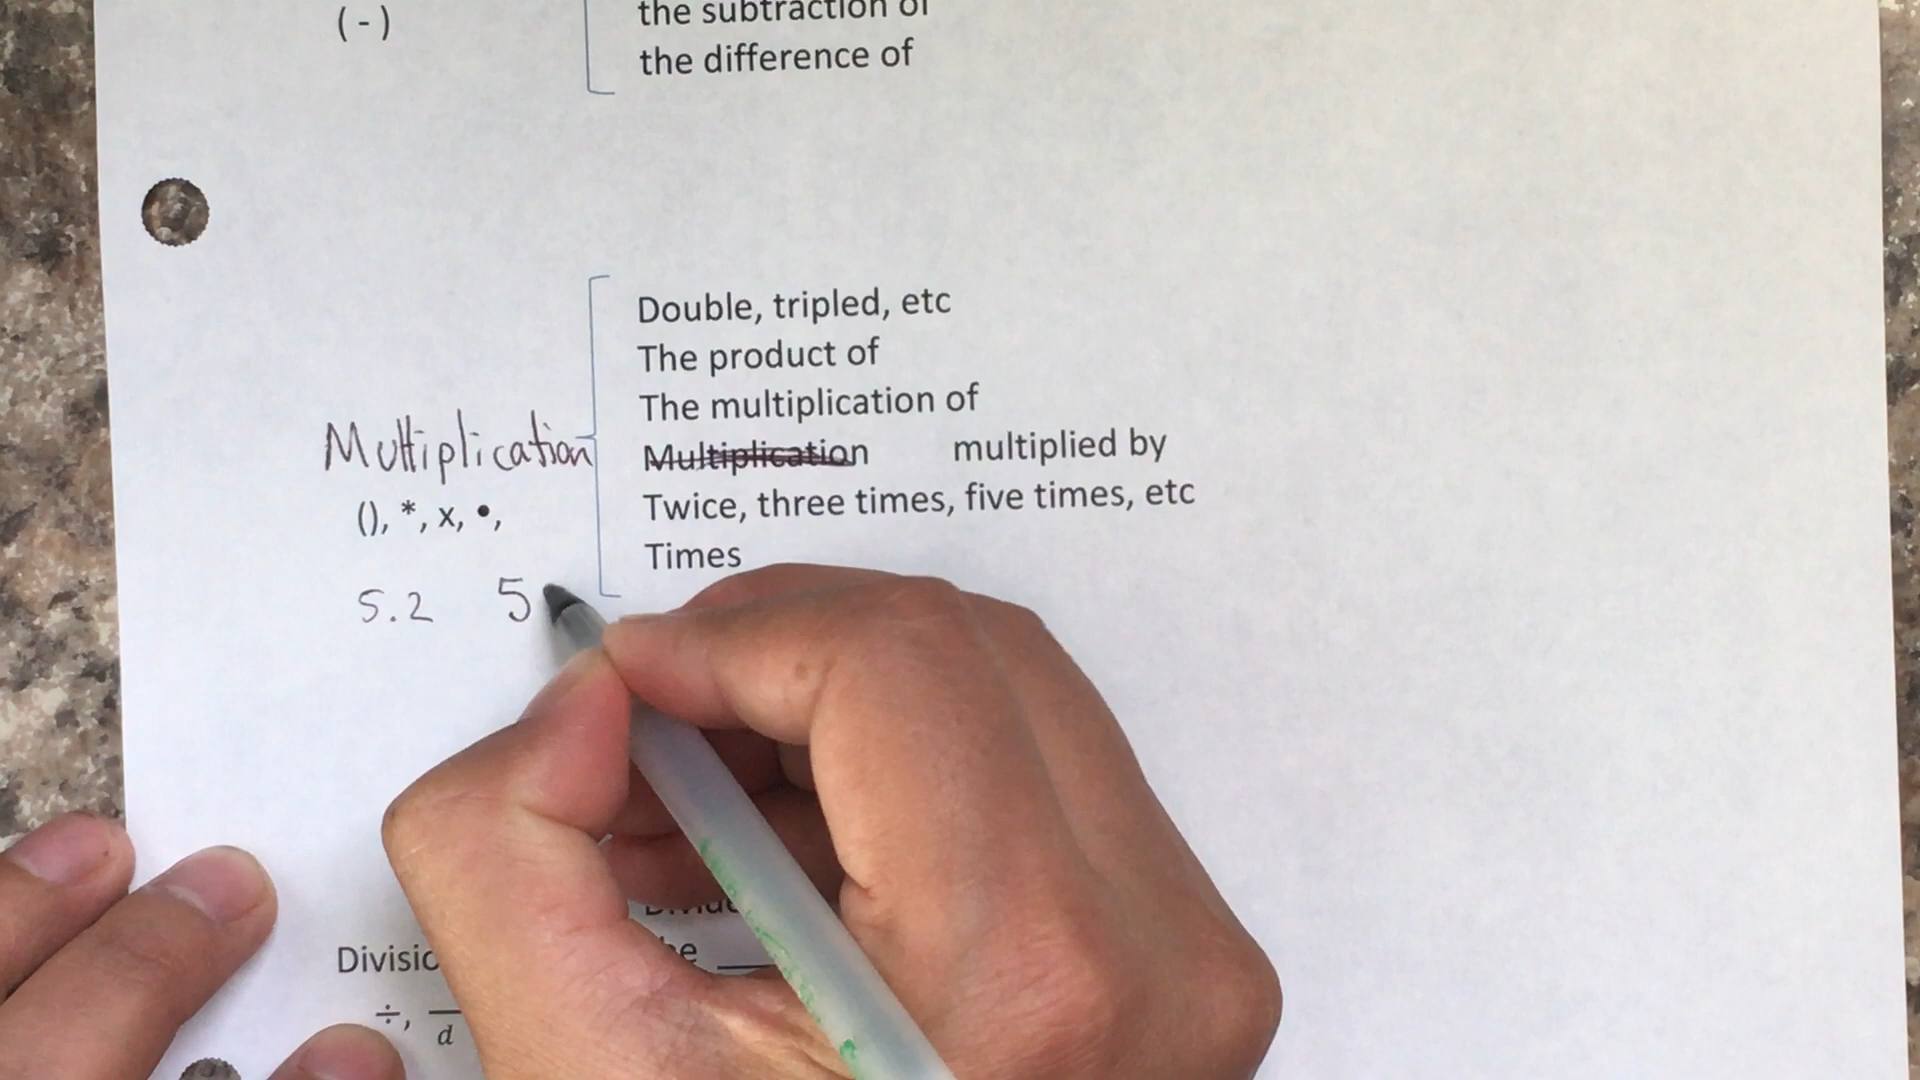 (-)
the subtraction of
the difference of
Double, tripled, etc
The product of
The multiplication of
Multiplication
Multiplication multiplied by
(), *, x, •,
Twice, three times, five times, etc
Times
5.2 5
÷, d